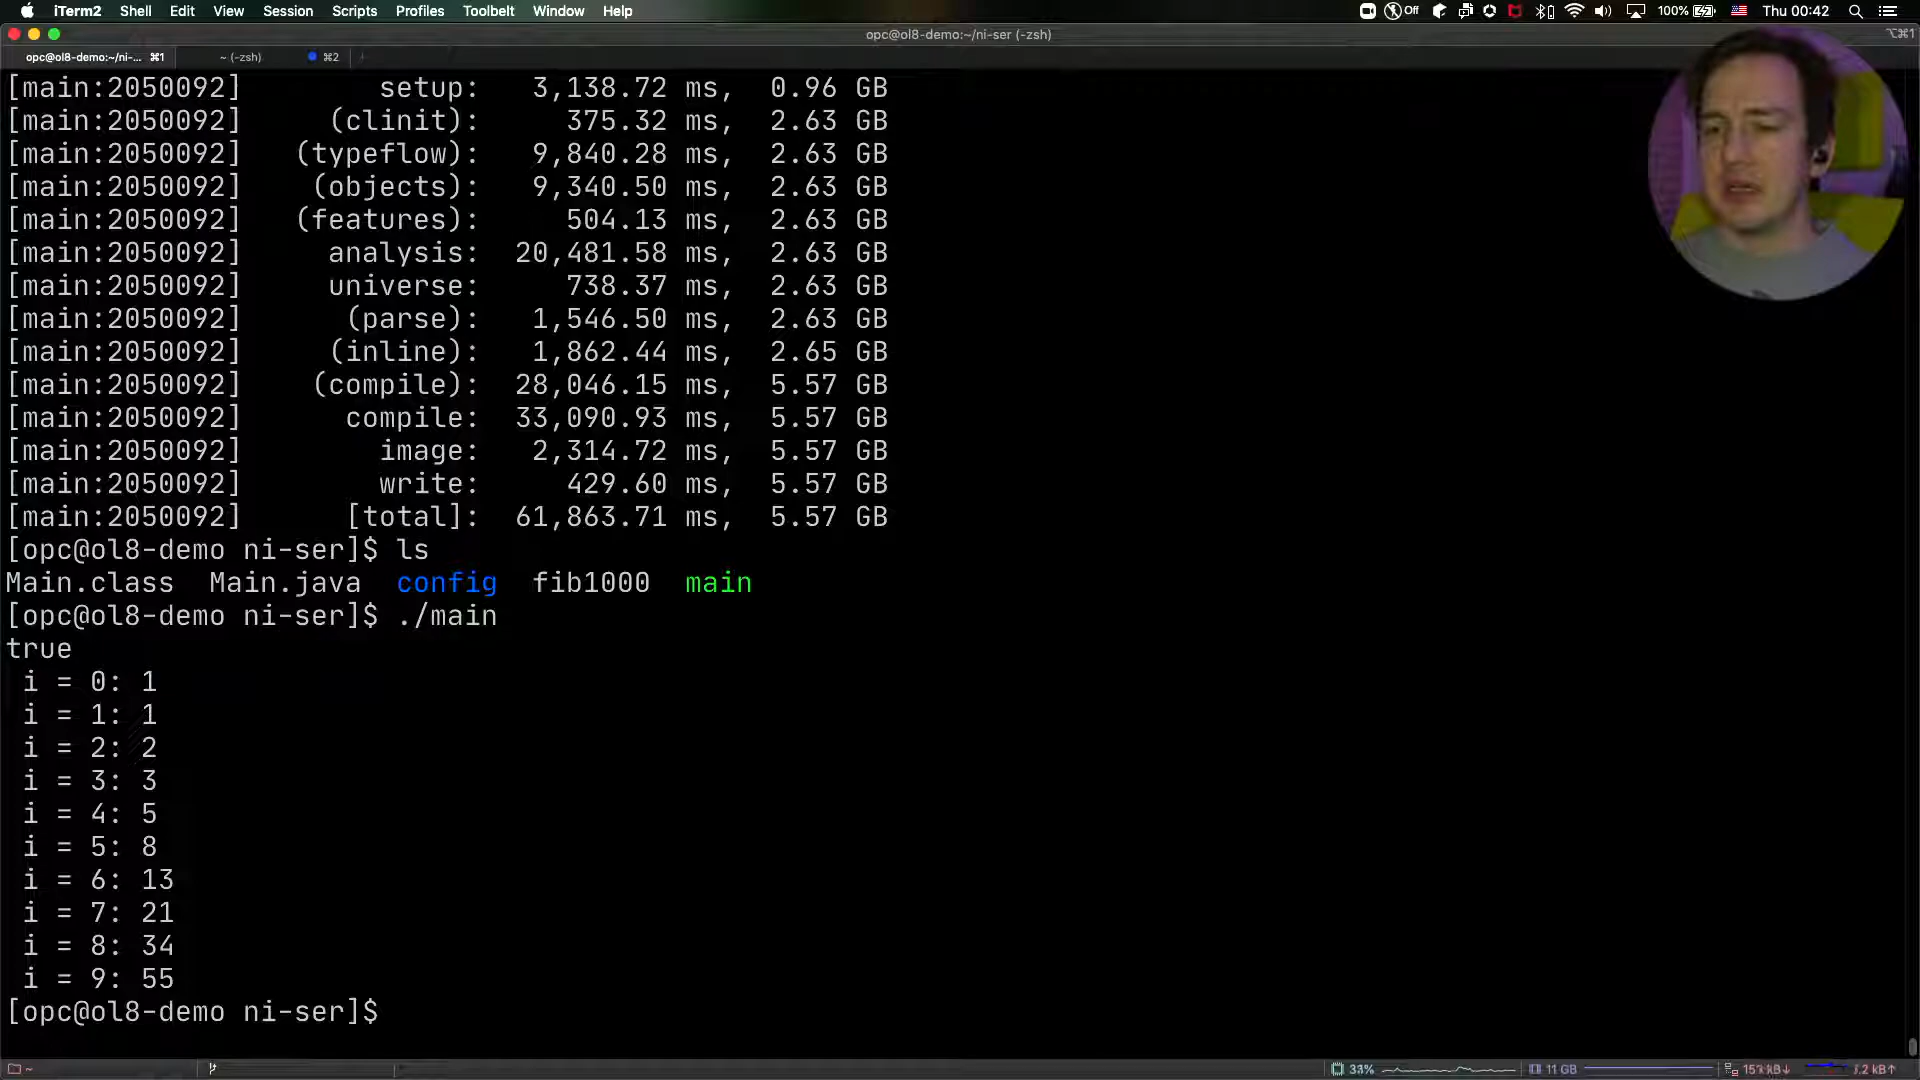 iTerm2 Shell Edit View Session Scripts Profiles Toolbelt Window Help Off 100% Thu 00:42
opc@ol8-demo:~/ni-ser (-zsh) ⌥⌘1
opc@ol8-demo:~/ni-... ⌘1 ~ (-zsh) ⌘2
[main:2050092] setup: 3,138.72 ms, 0.96 GB
[main:2050092] (clinit): 375.32 ms, 2.63 GB
[main:2050092] (typeflow): 9,840.28 ms, 2.63 GB
[main:2050092] (objects): 9,340.50 ms, 2.63 GB
[main:2050092] (features): 504.13 ms, 2.63 GB
[main:2050092] analysis: 20,481.58 ms, 2.63 GB
[main:2050092] universe: 738.37 ms, 2.63 GB
[main:2050092] (parse): 1,546.50 ms, 2.63 GB
[main:2050092] (inline): 1,862.44 ms, 2.65 GB
[main:2050092] (compile): 28,046.15 ms, 5.57 GB
[main:2050092] compile: 33,090.93 ms, 5.57 GB
[main:2050092] image: 2,314.72 ms, 5.57 GB
[main:2050092] write: 429.60 ms, 5.57 GB
[main:2050092] [total]: 61,863.71 ms, 5.57 GB
[opc@ol8-demo ni-ser]$ ls
Main.class Main.java config fib1000 main
[opc@ol8-demo ni-ser]$ ./main
true
i = 0: 1
i = 1: 1
i = 2: 2
i = 3: 3
i = 4: 5
i = 5: 8
i = 6: 13
i = 7: 21
i = 8: 34
i = 9: 55
[opc@ol8-demo ni-ser]$
~ 33% 11 GB